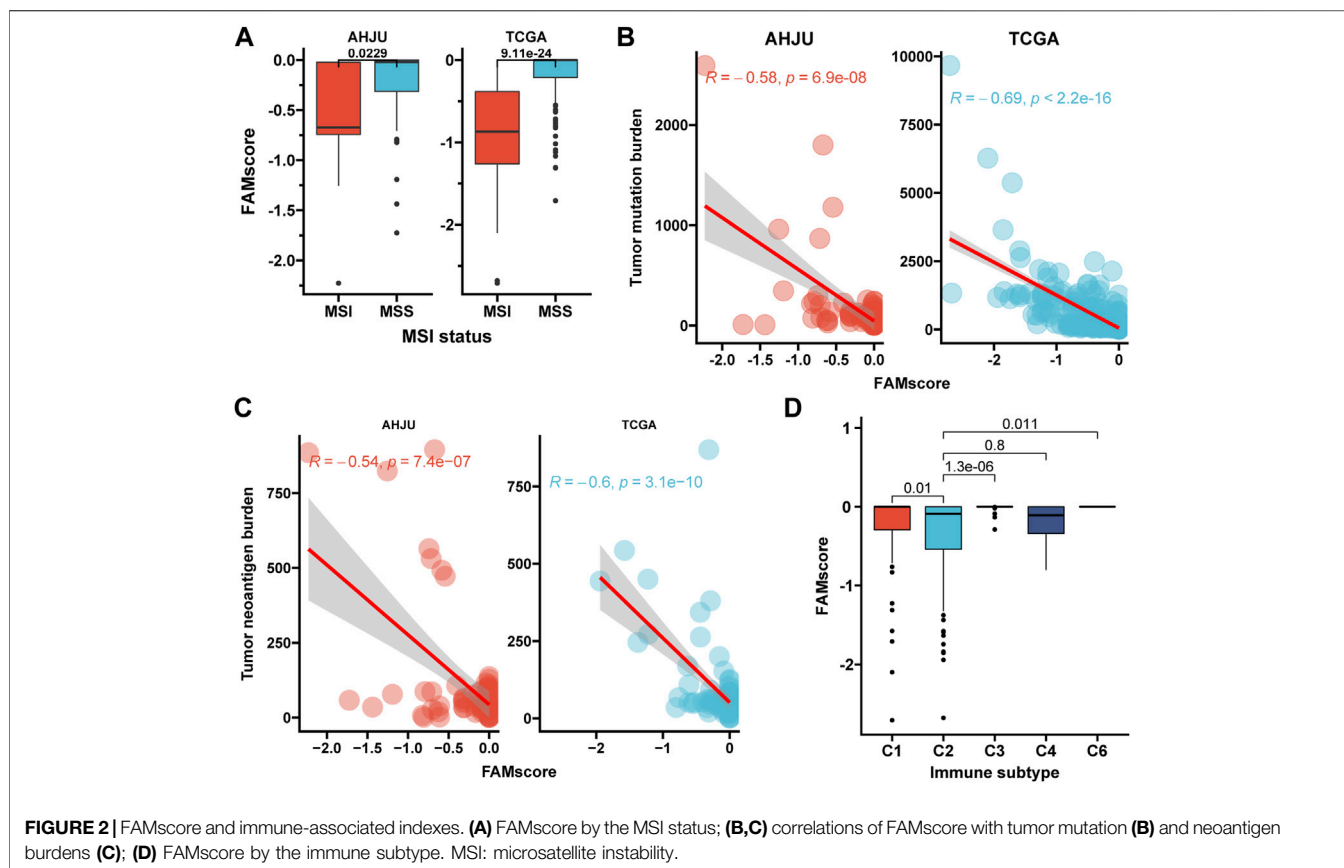 A
AHJU
TCGA
0.0229
9.11e-24
FAMscore
0.0
-0.5
-1.0
-1.5
-2.0
0
-1
-2
MSI MSS
MSI MSS
MSI status
B
AHJU
TCGA
R = −0.58, p = 6.9e-08
R = −0.69, p < 2.2e-16
Tumor mutation burden
2000
1000
0
10000
7500
5000
2500
0
-2.0 -1.5 -1.0 -0.5 0.0
-2 -1 0
FAMscore
C
AHJU
TCGA
R = −0.54, p = 7.4e−07
R = −0.6, p = 3.1e−10
Tumor neoantigen burden
750
500
250
0
750
500
250
0
−2.0 −1.5 −1.0 −0.5 0.0
−2 −1 0
FAMscore
D
0.011
0.8
1.3e-06
0.01
FAMscore
1
0
-1
-2
C1 C2 C3 C4 C6
Immune subtype
FIGURE 2 | FAMscore and immune-associated indexes. (A) FAMscore by the MSI status; (B,C) correlations of FAMscore with tumor mutation (B) and neoantigen
burdens (C); (D) FAMscore by the immune subtype. MSI: microsatellite instability.